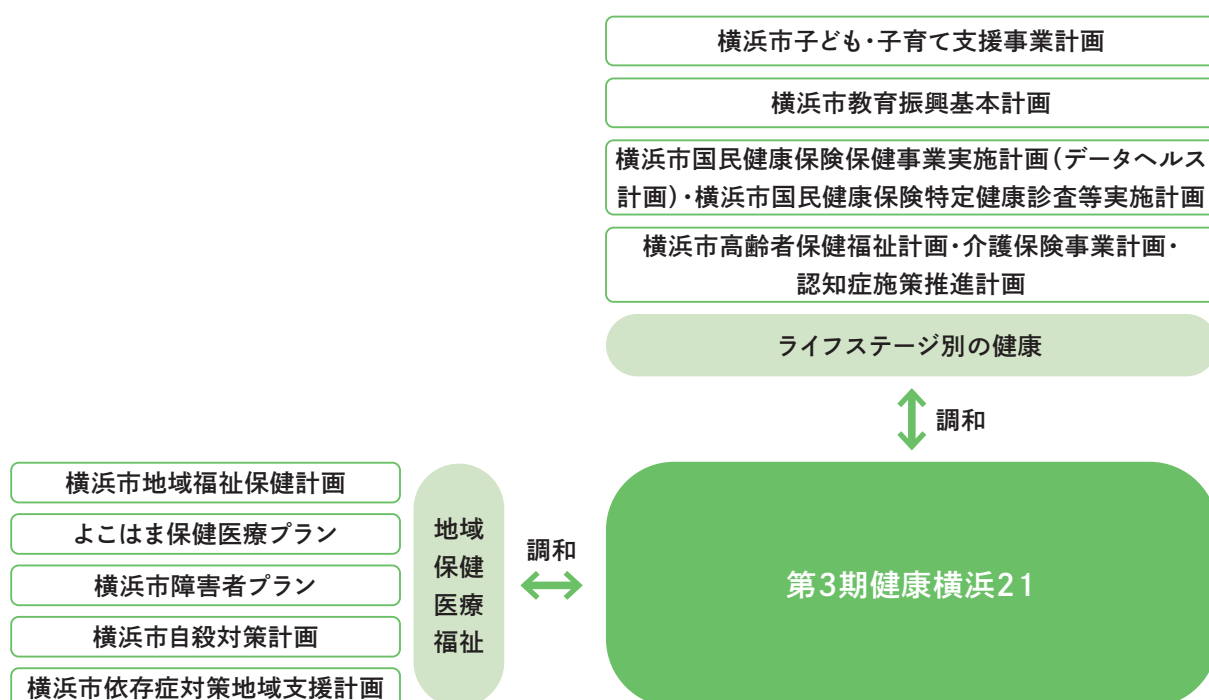 横浜市子ども・子育て支援事業計画
横浜市教育振興基本計画
横浜市国民健康保険保健事業実施計画(データヘルス
計画)・横浜市国民健康保険特定健康診査等実施計画
横浜市高齢者保健福祉計画・介護保険事業計画・
認知症施策推進計画
ライフステージ別の健康
調和
横浜市地域福祉保健計画
よこはま保健医療プラン
横浜市障害者プラン
横浜市自殺対策計画
横浜市依存症対策地域支援計画
地域
保健
医療
福祉
調和
第3期健康横浜21